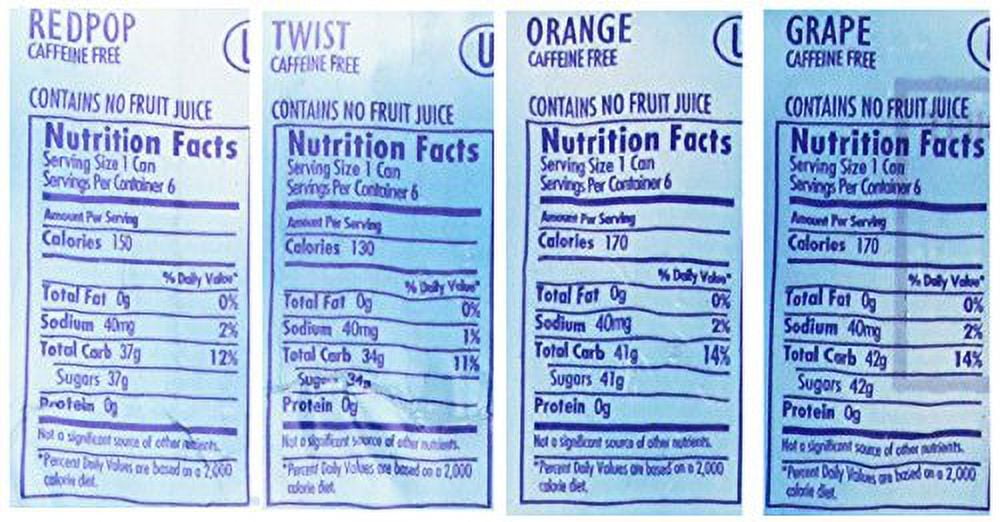 REDPOP
CAFFEINE FREE
U
CONTAINS NO FRUIT JUICE
Nutrition Facts
Serving Size 1 Can
Servings Per Container 6
Amount Per Serving
Calories 150
% Daily Value*
Total Fat 0g 0%
Sodium 40mg 2%
Total Carb 37g 12%
Sugars 37g
Protein 0g
Not a significant source of other nutrients.
*Percent Daily Values are based on a 2,000
calorie diet.
TWIST
CAFFEINE FREE
U
CONTAINS NO FRUIT JUICE
Nutrition Facts
Serving Size 1 Can
Servings Per Container 6
Amount Per Serving
Calories 130
% Daily Value*
Total Fat 0g 0%
Sodium 40mg 1%
Total Carb 34g 11%
Sugars 34g
Protein 0g
Not a significant source of other nutrients.
*Percent Daily Values are based on a 2,000
calorie diet.
ORANGE
CAFFEINE FREE
U
CONTAINS NO FRUIT JUICE
Nutrition Facts
Serving Size 1 Can
Servings Per Container 6
Amount Per Serving
Calories 170
% Daily Value*
Total Fat 0g 0%
Sodium 40mg 2%
Total Carb 41g 14%
Sugars 41g
Protein 0g
Not a significant source of other nutrients.
*Percent Daily Values are based on a 2,000
calorie diet.
GRAPE
CAFFEINE FREE
CONTAINS NO FRUIT JUICE
Nutrition Facts
Serving Size 1 Can
Servings Per Container 6
Amount Per Serving
Calories 170
% Daily Value*
Total Fat 0g 0%
Sodium 40mg 2%
Total Carb 42g 14%
Sugars 42g
Protein 0g
Not a significant source of other nutrients.
*Percent Daily Values are based on a 2,000
calorie diet.